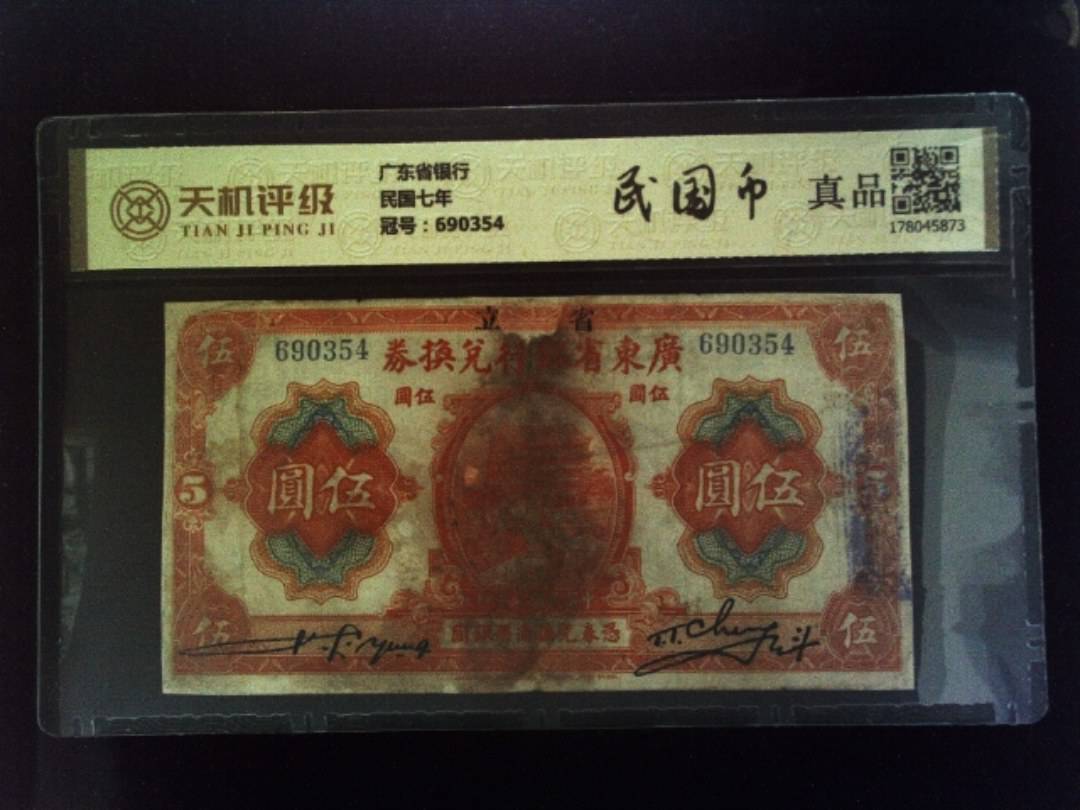 天机评级
TIAN JI PING JI
广东省银行
民国七年
冠号：690354
民国币
真品
178045873
立 省
伍 690354 券換兌行 省東廣 690354 伍
圓伍 圓伍
圓伍 圓伍
5
伍 伍